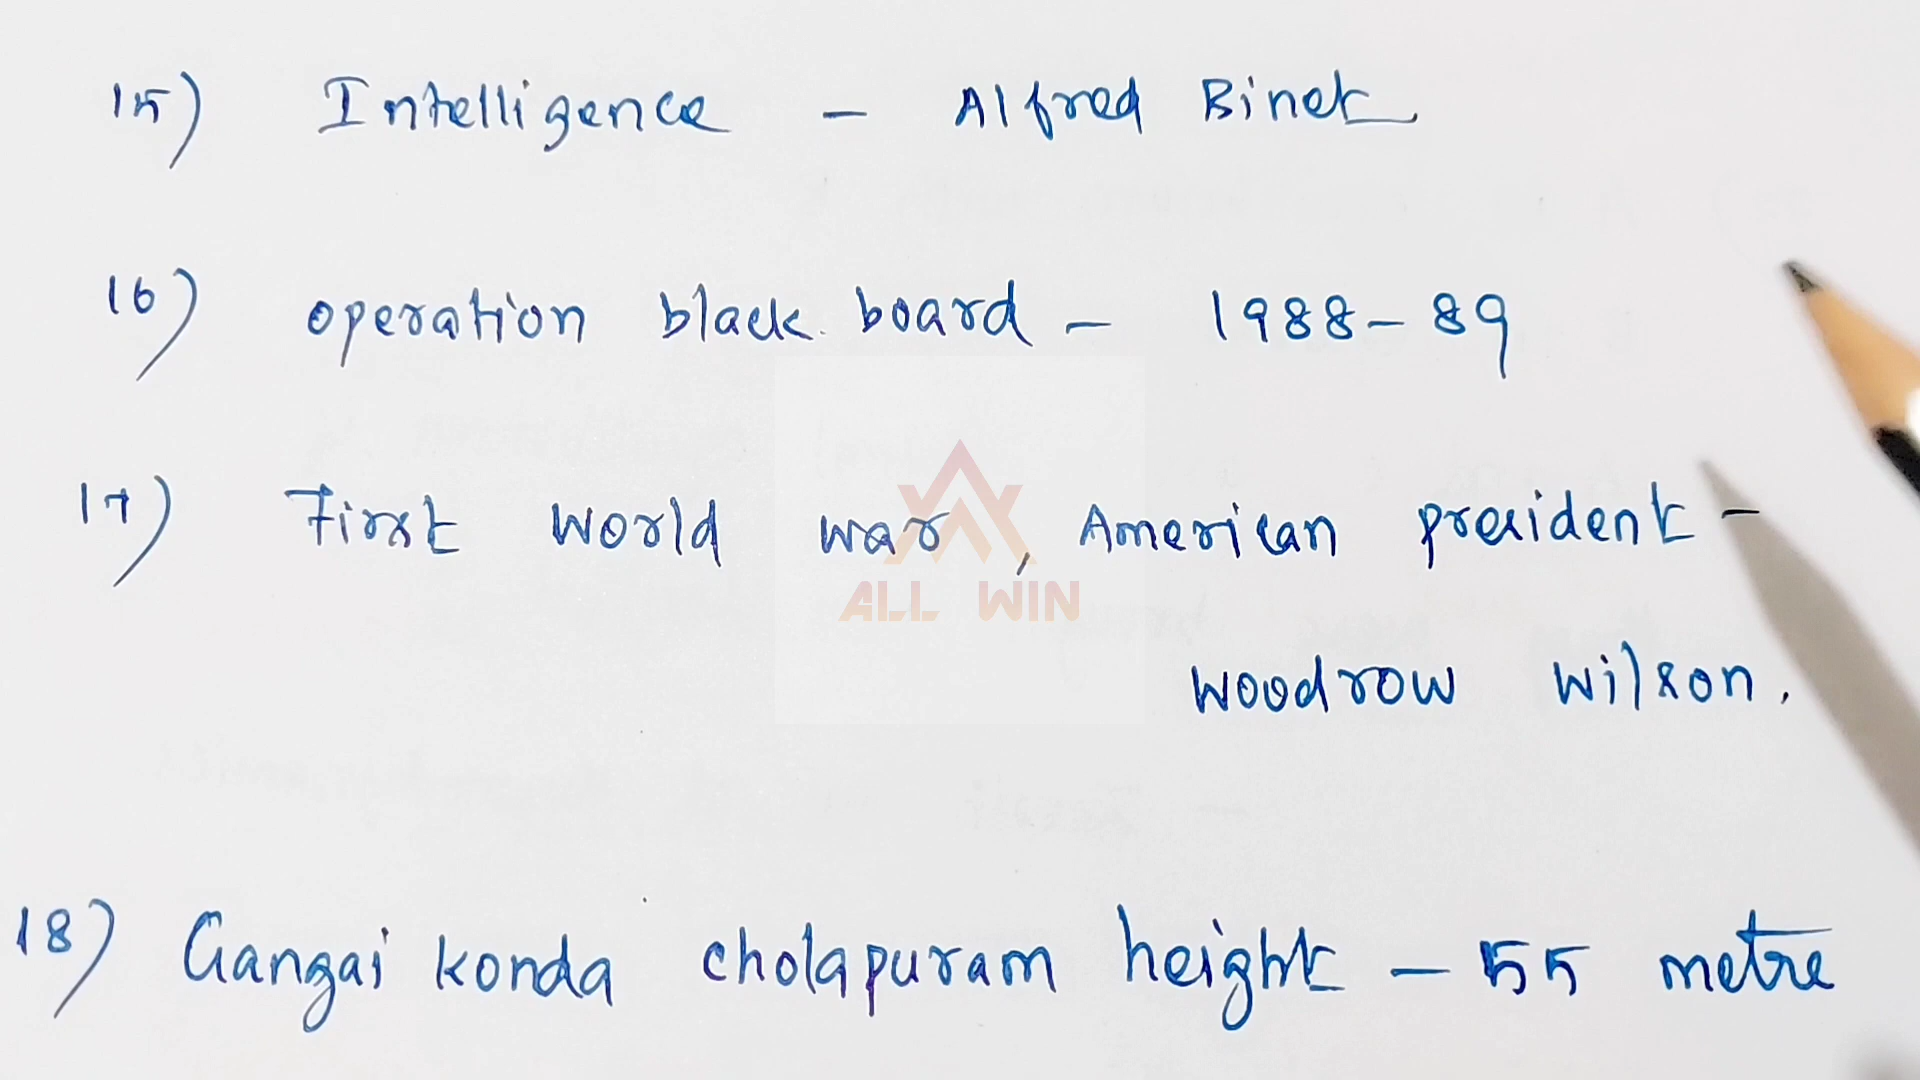 15) Intelligence - Alfred Binet.
16) operation black board - 1988-89
17) First world war, American president -
ALL WIN
woodrow wilson.
18) Gangai konda cholapuram height - 55 metre